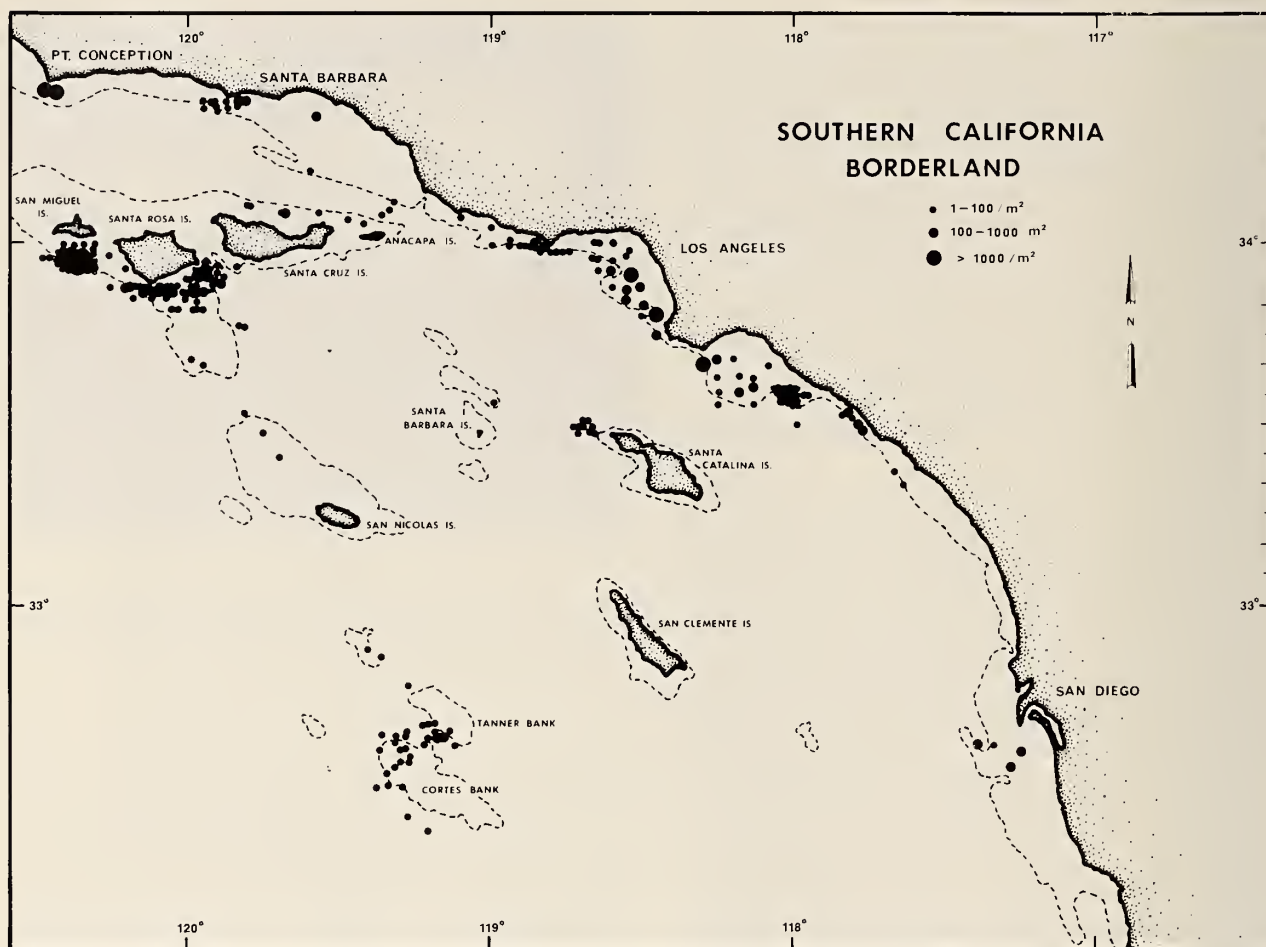 120° 119° 118° 117°
PT. CONCEPTION
SANTA BARBARA
SOUTHERN CALIFORNIA
BORDERLAND
1–100 / m²
100–1000 m²
> 1000 / m²
SAN MIGUEL
IS.
SANTA ROSA IS.
ANACAPA IS.
SANTA CRUZ IS.
LOS ANGELES
34°
N
SANTA
BARBARA IS.
SANTA
CATALINA IS.
SAN NICOLAS IS.
33°
33°
SAN CLEMENTE IS
SAN DIEGO
TANNER BANK
CORTES BANK
120° 119° 118°